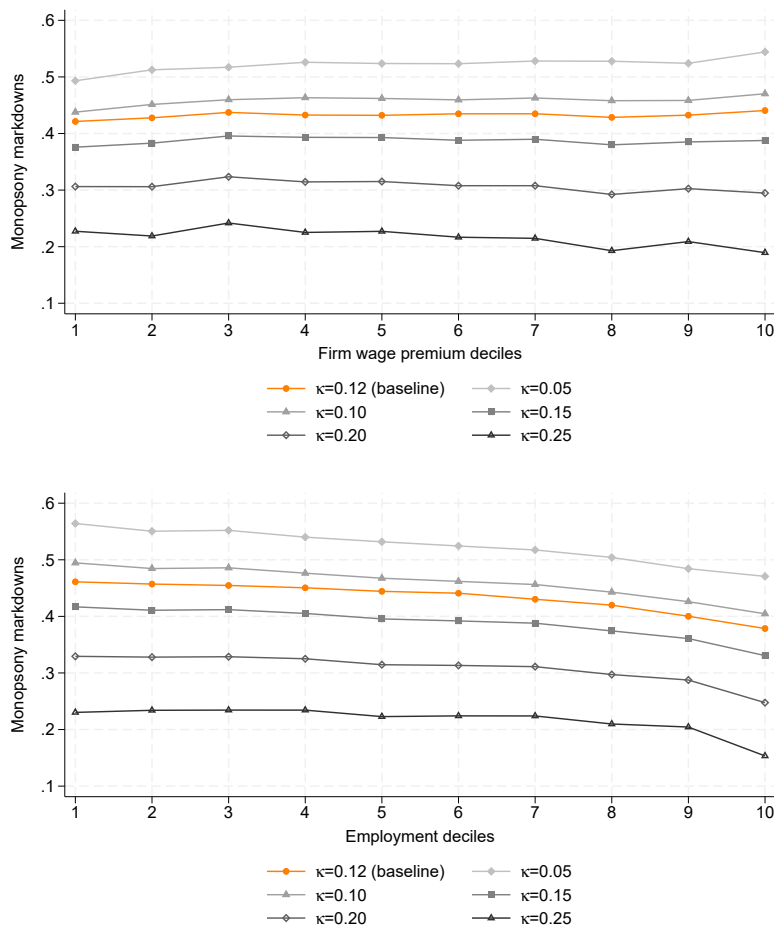 .6
.5
.4
.3
.2
.1
Monopsony markdowns
1 2 3 4 5 6 7 8 9 10
Firm wage premium deciles
κ=0.12 (baseline) κ=0.05
κ=0.10 κ=0.15
κ=0.20 κ=0.25
.6
.5
.4
.3
.2
.1
Monopsony markdowns
1 2 3 4 5 6 7 8 9 10
Employment deciles
κ=0.12 (baseline) κ=0.05
κ=0.10 κ=0.15
κ=0.20 κ=0.25